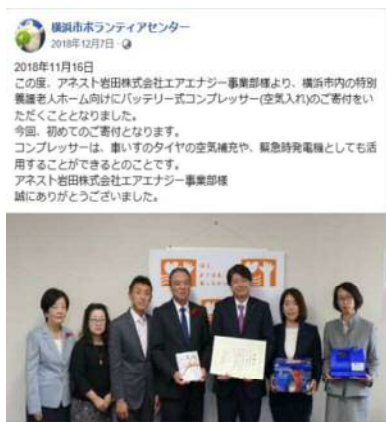 横浜市ボランティアセンター
2018年12月7日
2018年11月16日
この度、アネスト岩田株式会社エアエナジー事業部様より、横浜市内の特別
養護老人ホーム向けにバッテリー式コンプレッサー(空気入れ)のご寄付をい
ただくこととなりました。
今回、初めてのご寄付となります。
コンプレッサーは、車いすのタイヤの空気補充や、緊急時発電機としても活
用することができるとのことです。
アネスト岩田株式会社エアエナジー事業部様
誠にありがとうございました。